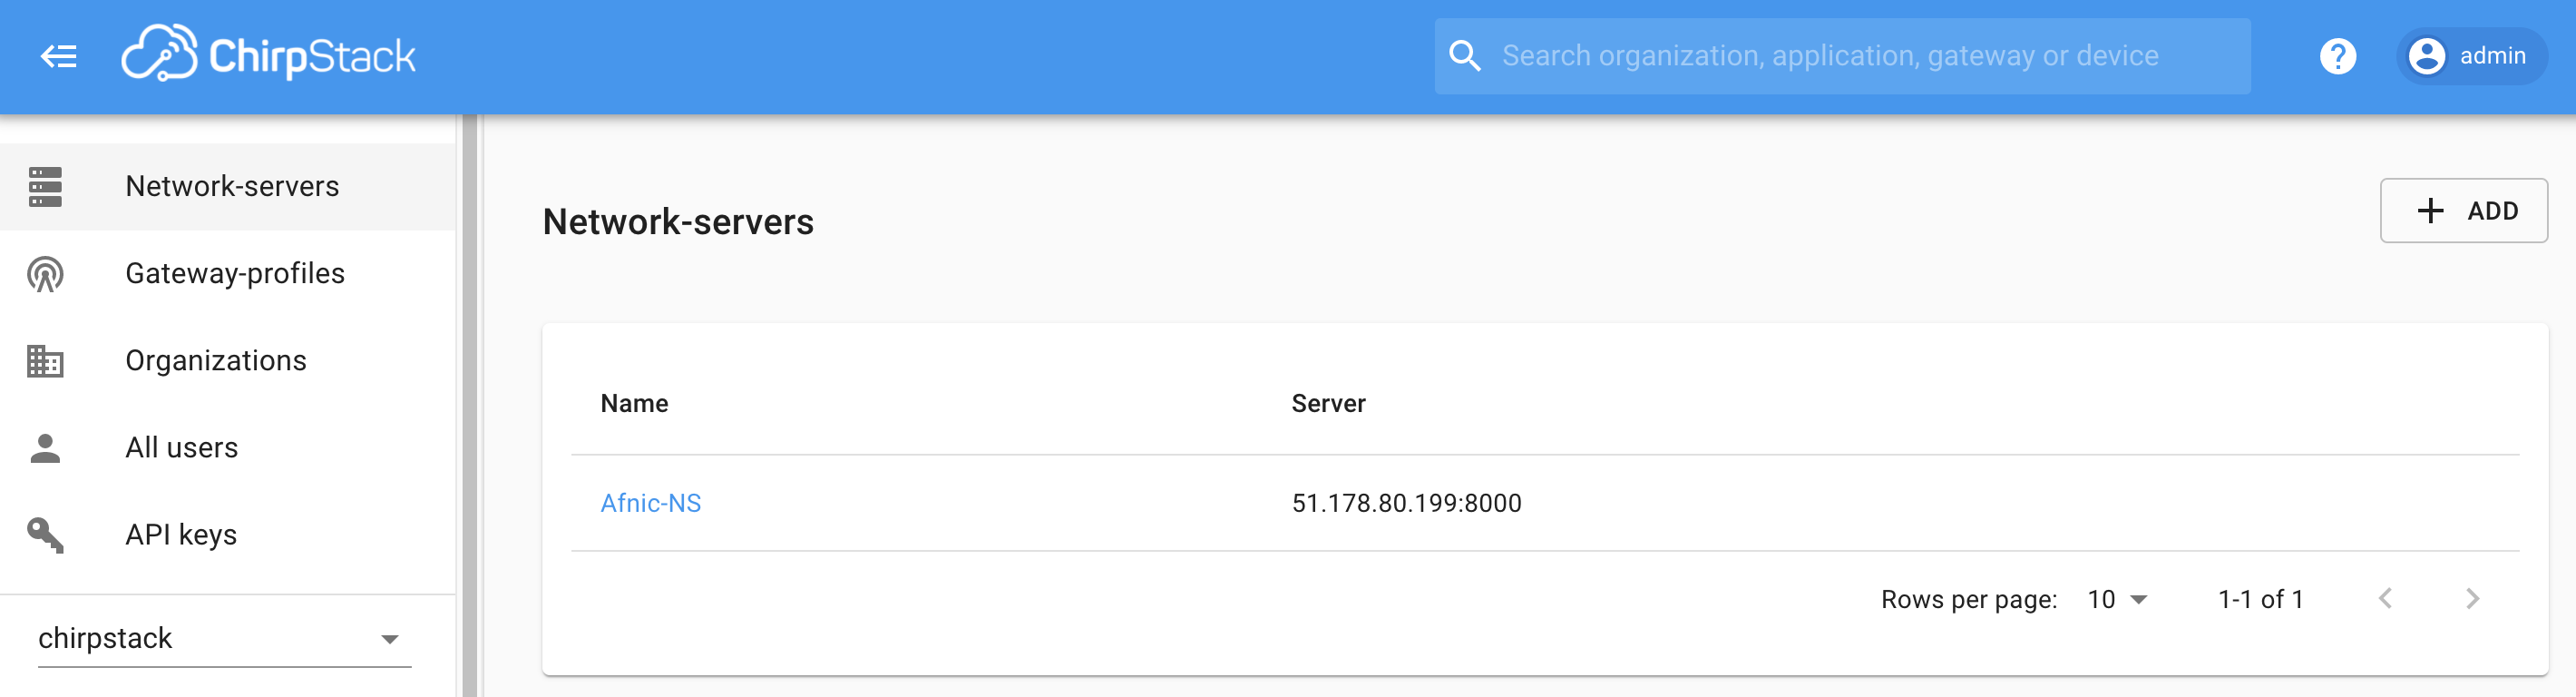 ChirpStack
Search organization, application, gateway or device
? admin
Network-servers
Gateway-profiles
Organizations
All users
API keys
chirpstack
Network-servers
+ ADD
Name Server
Afnic-NS 51.178.80.199:8000
Rows per page: 10 1-1 of 1